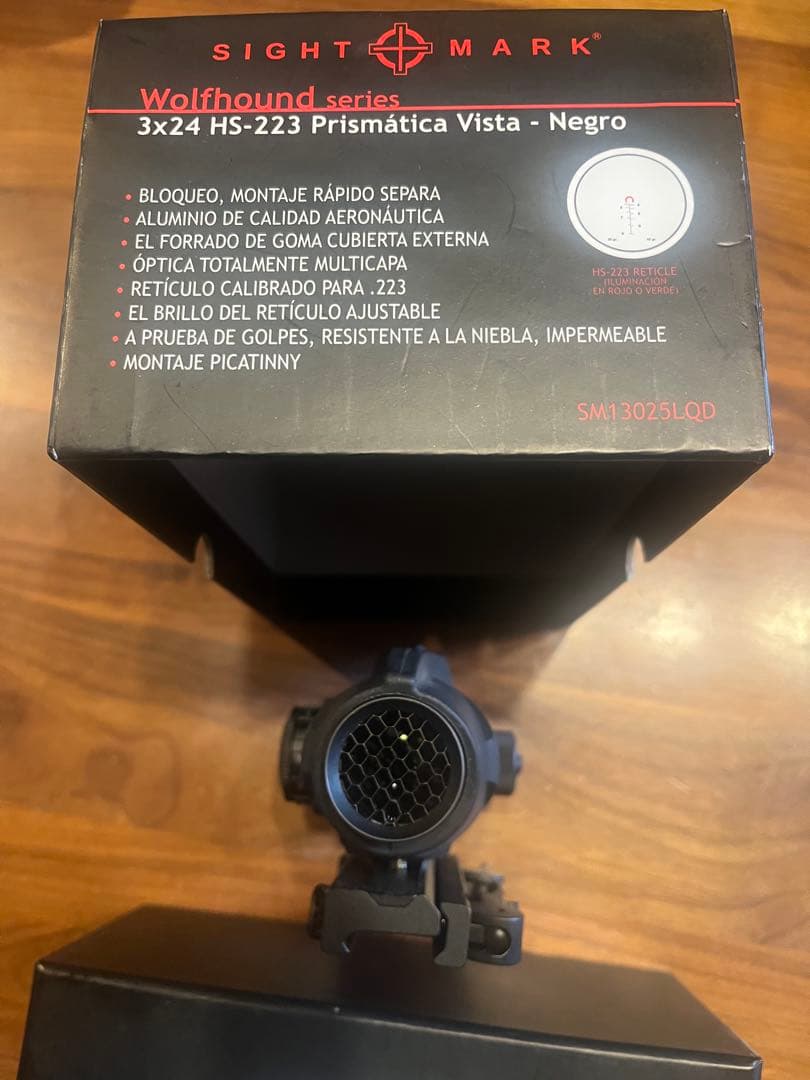 SIGHT MARK®
Wolfhound series
3x24 HS-223 Prismática Vista - Negro
• BLOQUEO, MONTAJE RÁPIDO SEPARA
• ALUMINIO DE CALIDAD AERONÁUTICA
• EL FORRADO DE GOMA CUBIERTA EXTERNA
• ÓPTICA TOTALMENTE MULTICAPA
• RETÍCULO CALIBRADO PARA .223
• EL BRILLO DEL RETÍCULO AJUSTABLE
• A PRUEBA DE GOLPES, RESISTENTE A LA NIEBLA, IMPERMEABLE
• MONTAJE PICATINNY
HS-223 RETICLE
(ILUMINACIÓN
EN ROJO O VERDE)
SM13025LQD